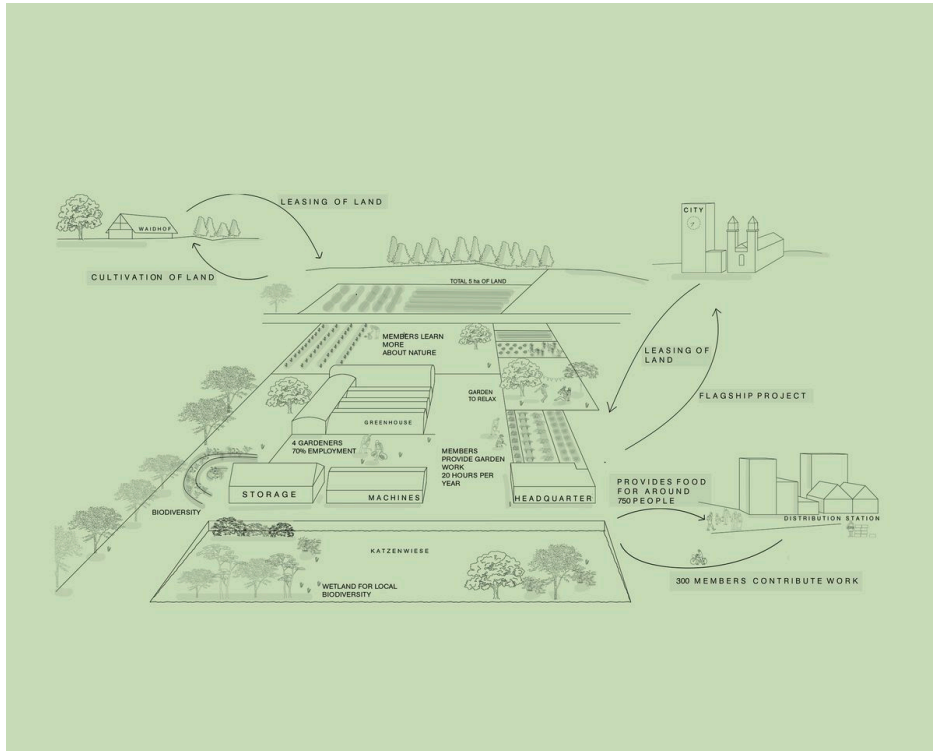 LEASING OF LAND
WAIDHOF
CULTIVATION OF LAND
CITY
TOTAL 5 ha OF LAND
MEMBERS LEARN
MORE
ABOUT NATURE
LEASING OF
LAND
GARDEN
TO RELAX
FLAGSHIP PROJECT
GREENHOUSE
4 GARDENERS
70% EMPLOYMENT
MEMBERS
PROVIDE GARDEN
WORK
20 HOURS PER
YEAR
STORAGE
MACHINES
HEADQUARTER
PROVIDES FOOD
FOR AROUND
750 PEOPLE
BIODIVERSITY
DISTRIBUTION STATION
KATZENWIESE
300 MEMBERS CONTRIBUTE WORK
WETLAND FOR LOCAL
BIODIVERSITY